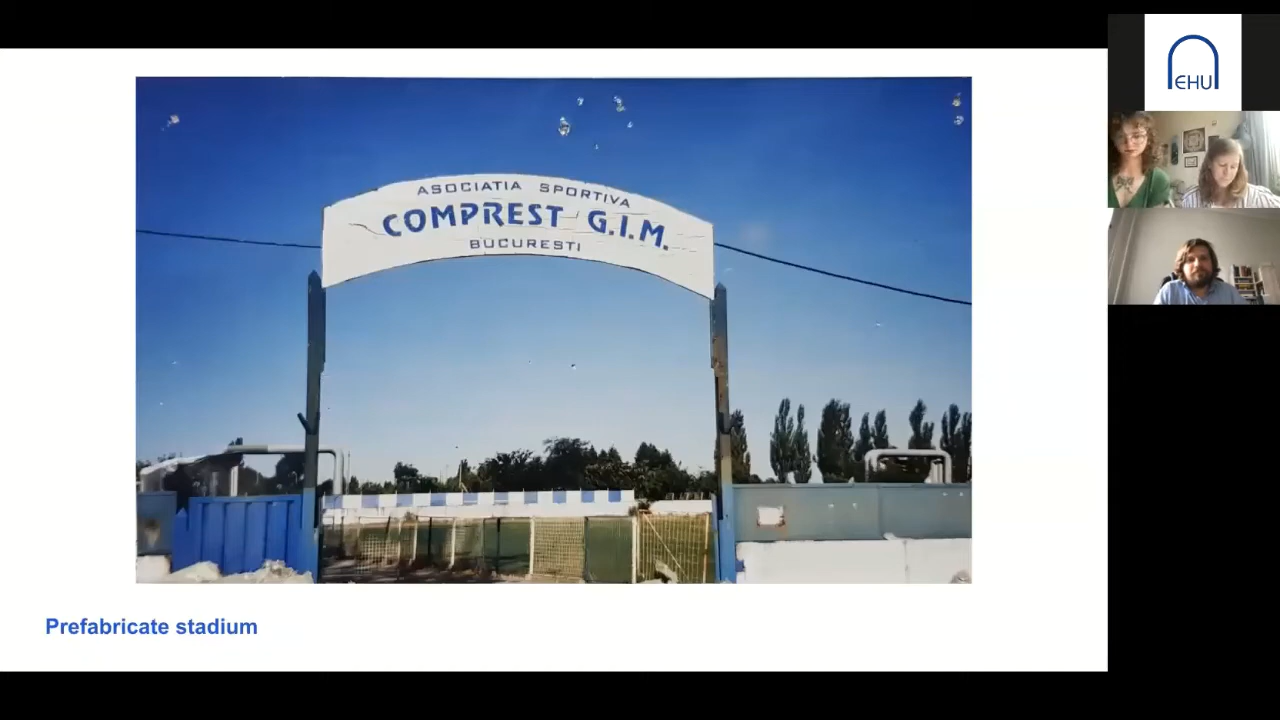 ASOCIATIA SPORTIVA
COMPREST G.I.M.
BUCURESTI
Prefabricate stadium
EHU